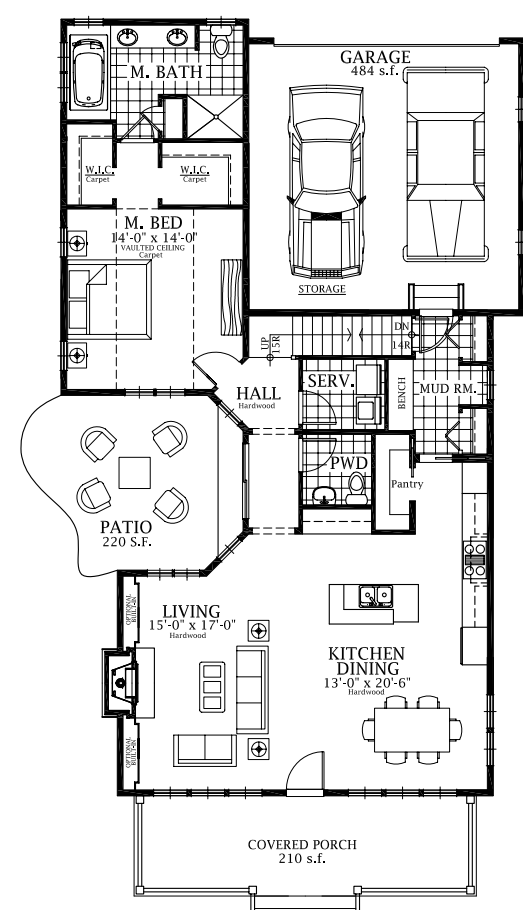 GARAGE
484 s.f.
M. BATH
W.I.C.
Carpet
W.I.C.
Carpet
M. BED
14'-0" x 14'-0"
VAULTED CEILING
Carpet
STORAGE
UP
15R
DN
14R
HALL
Hardwood
SERV.
BENCH
MUD RM.
PWD
Pantry
PATIO
220 S.F.
OPTIONAL
BUILT-IN
LIVING
15'-0" x 17'-0"
Hardwood
KITCHEN
DINING
13'-0" x 20'-6"
Hardwood
OPTIONAL
BUILT-IN
COVERED PORCH
210 s.f.